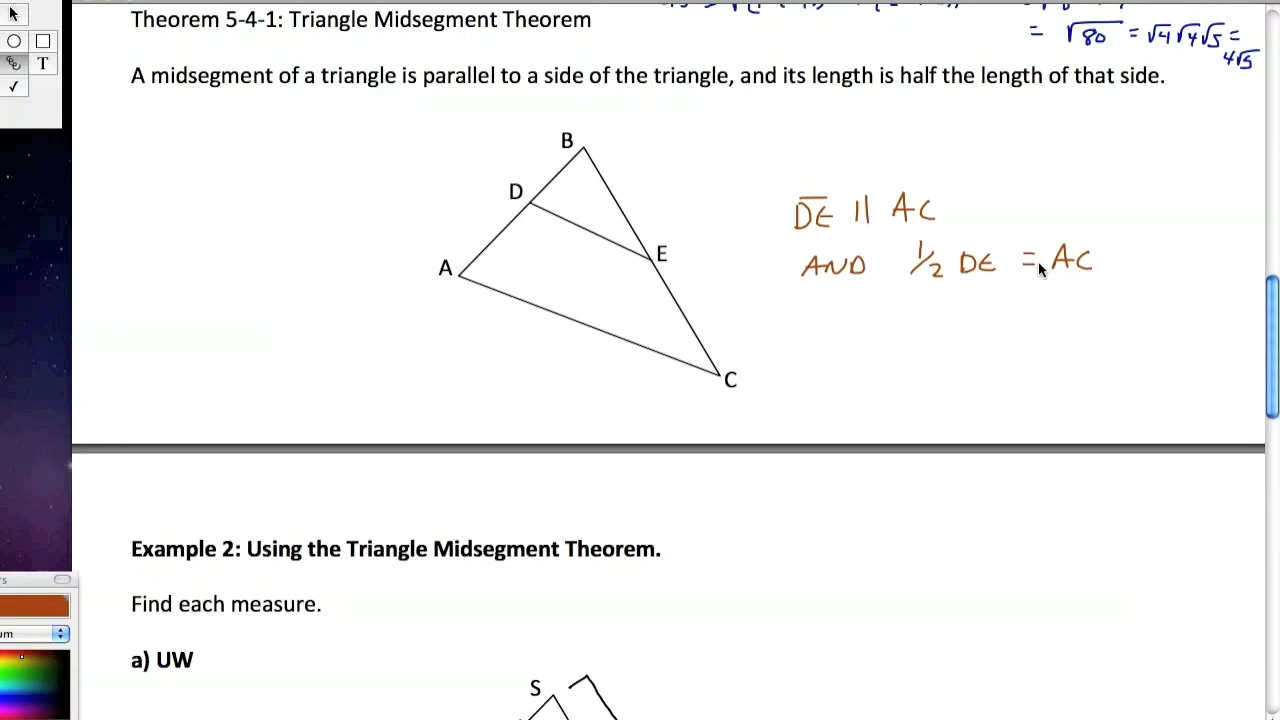 Theorem 5-4-1: Triangle Midsegment Theorem
= √80 = √4√4√5 =
4√5
A midsegment of a triangle is parallel to a side of the triangle, and its length is half the length of that side.
B
D
DE || AC
E
A
AND 1/2 DE = AC
C
T
Example 2: Using the Triangle Midsegment Theorem.
rs
Find each measure.
um
a) UW
S